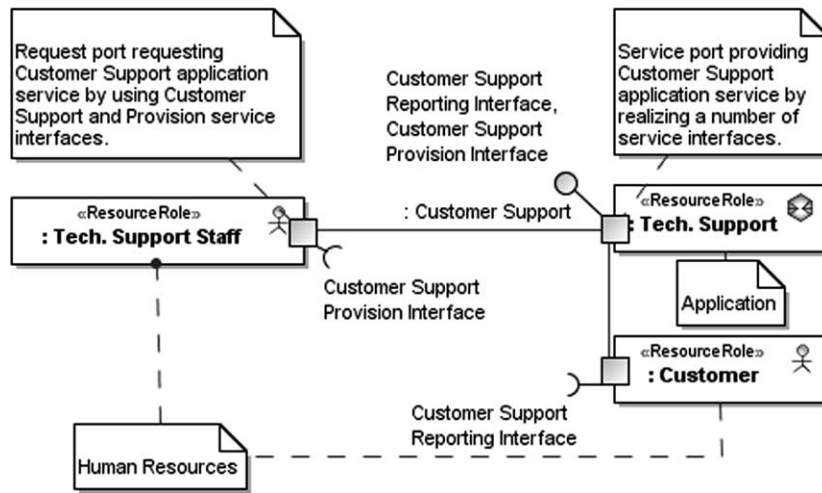 Request port requesting
Customer Support application
service by using Customer
Support and Provision service
interfaces.
Customer Support
Reporting Interface,
Customer Support
Provision Interface
Service port providing
Customer Support
application service by
realizing a number of
service interfaces.
«ResourceRole»
: Tech. Support Staff
: Customer Support
«ResourceRole»
: Tech. Support
Customer Support
Provision Interface
Application
«ResourceRole»
: Customer
Customer Support
Reporting Interface
Human Resources